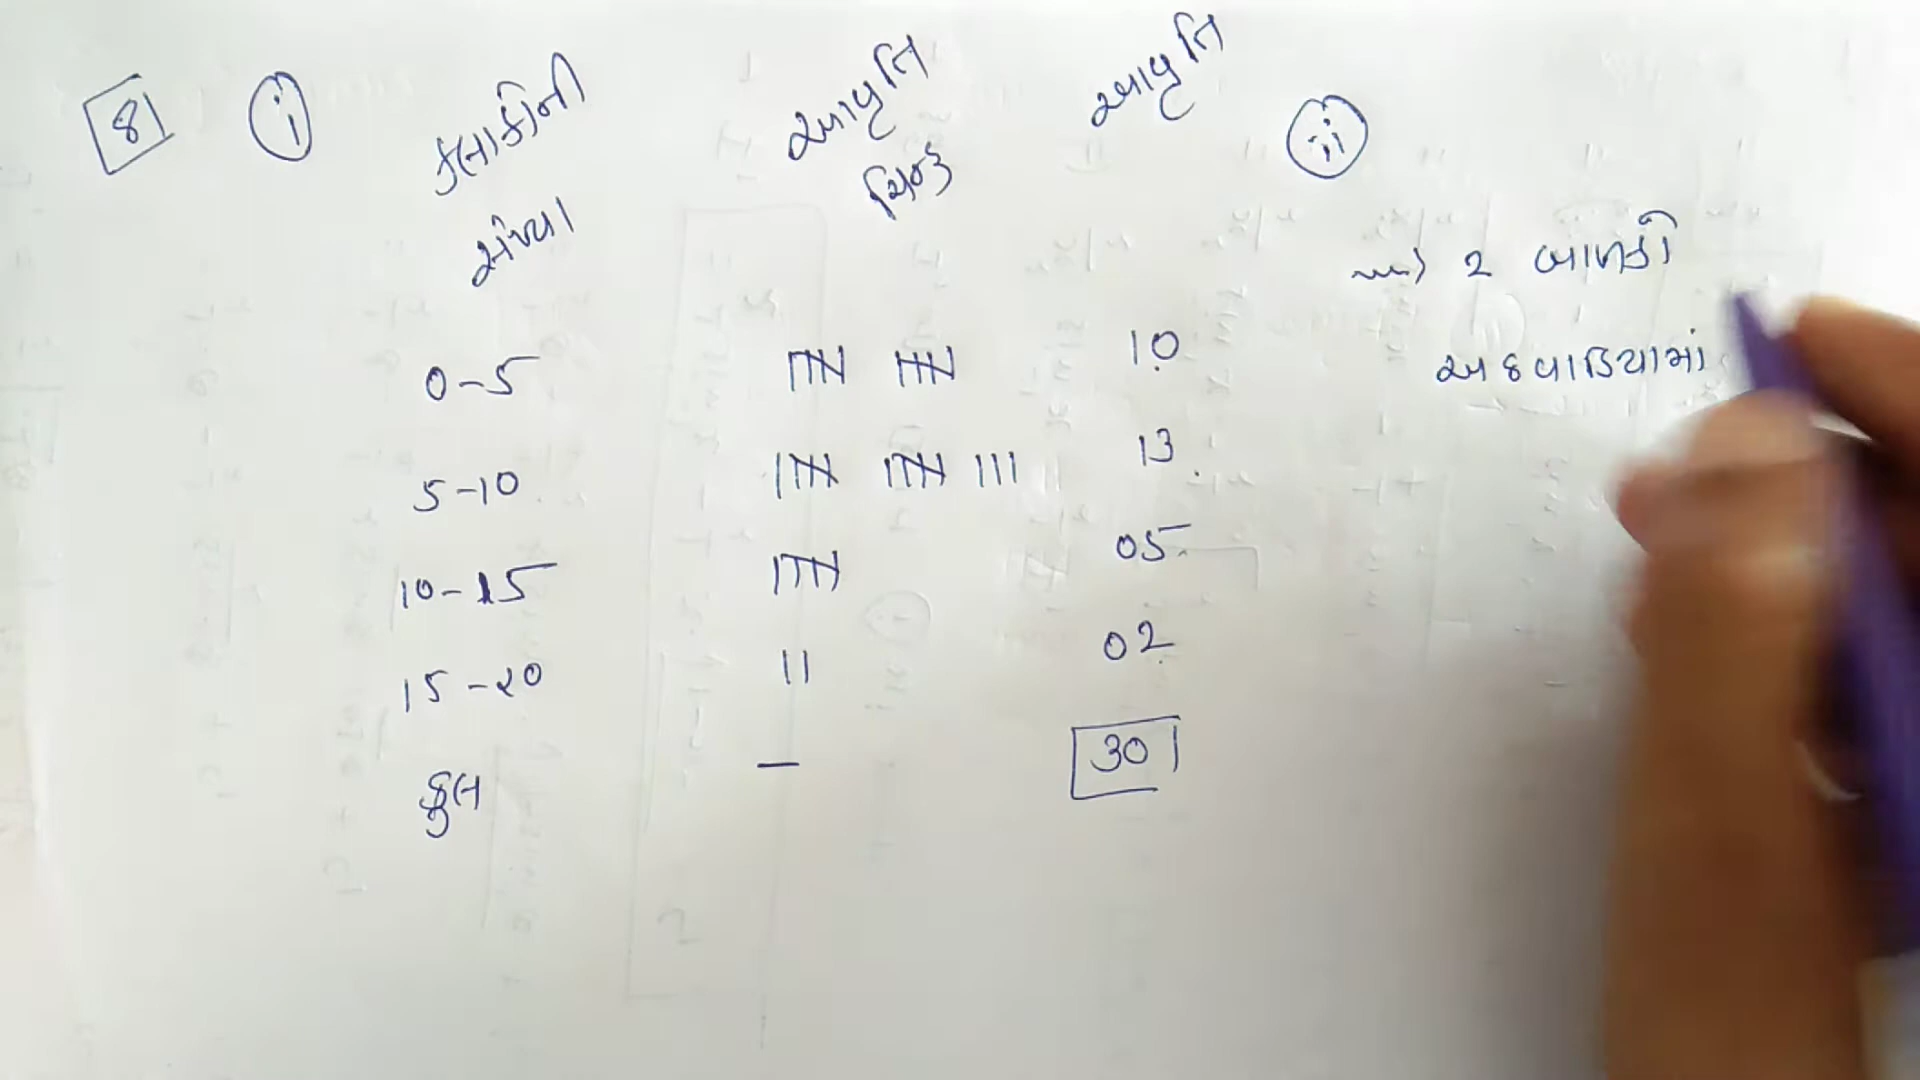 8 i કલાકોની સંખ્યા આવૃત્તિ ચિહ્ન આવૃત્તિ ii
0-5 10
5-10 13
10-15 05
15-20 02
કુલ — 30
2 બાળકો
અઠવાડિયામાં